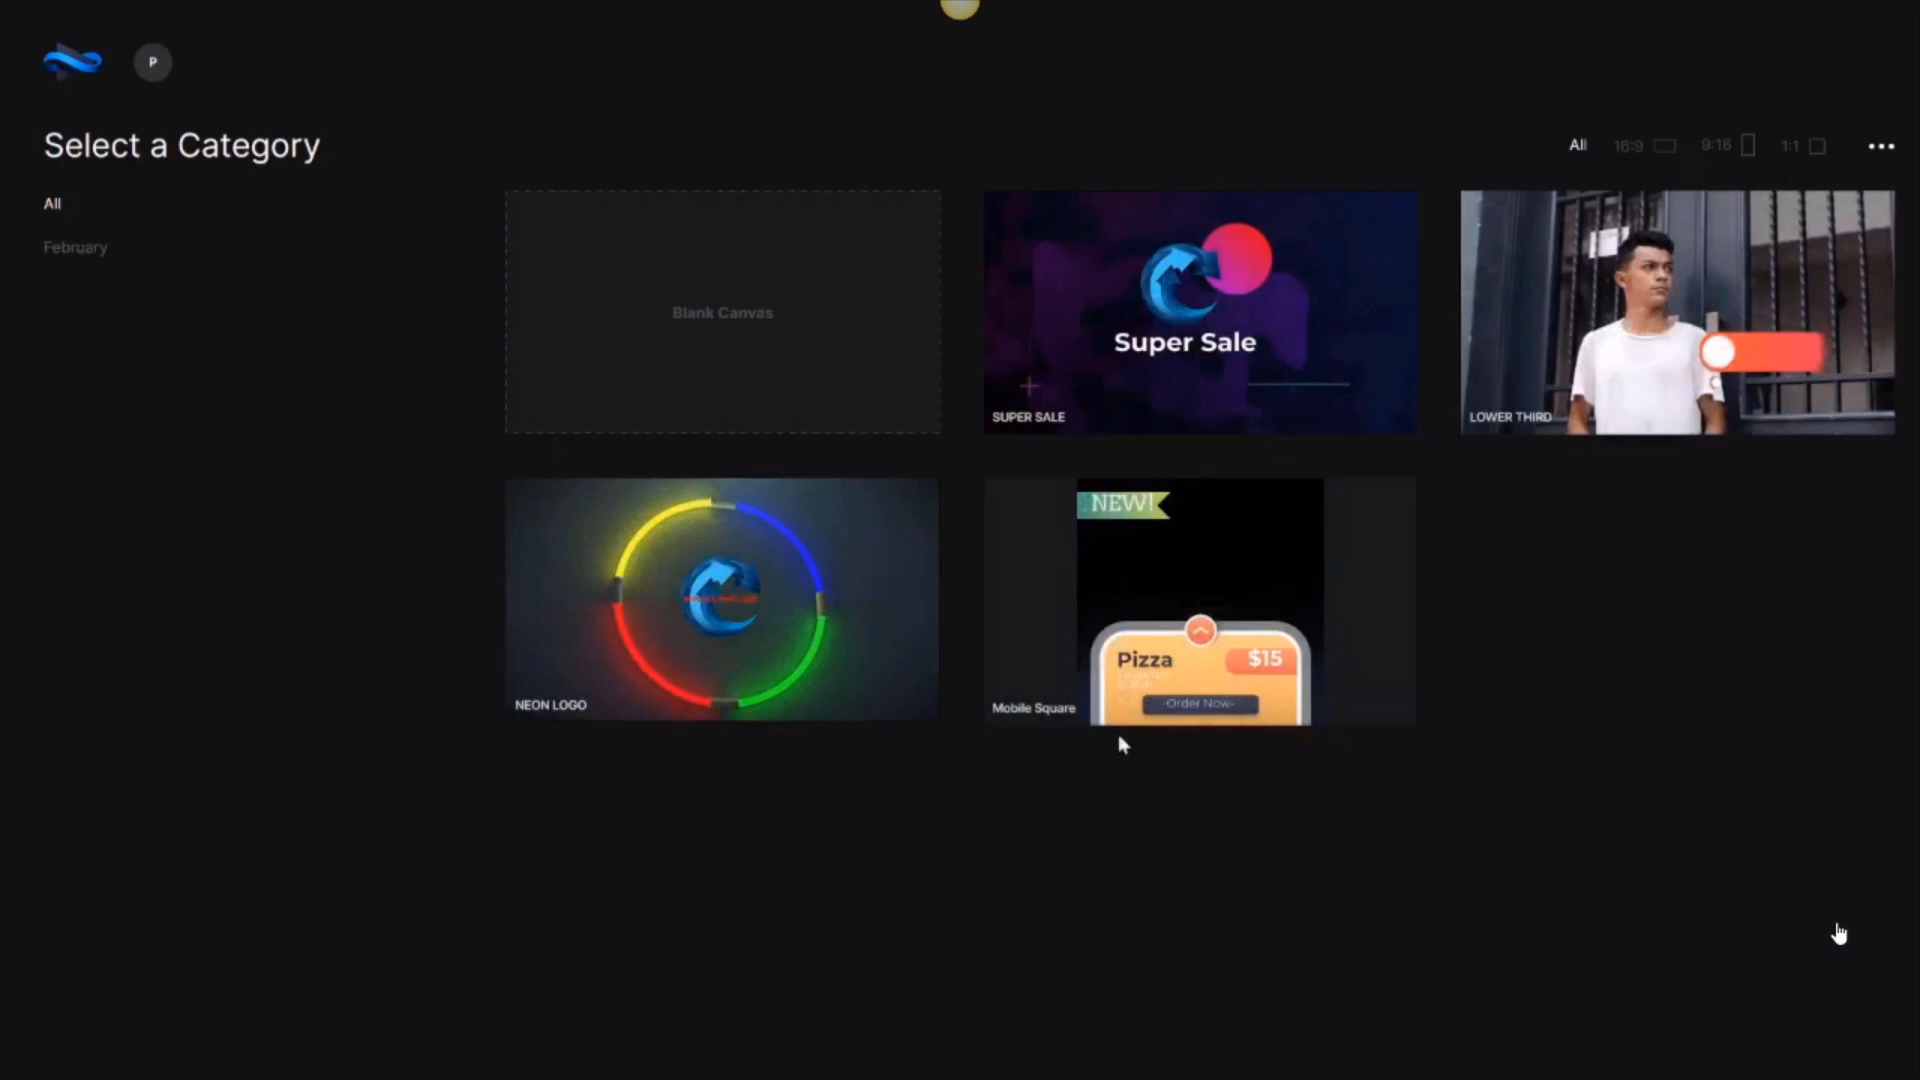 P
Select a Category
All 16:9 9:16 1:1
All
February
Blank Canvas
Super Sale
SUPER SALE
LOWER THIRD
NEON LOGO
NEW!
Pizza
$15
Order Now
Mobile Square